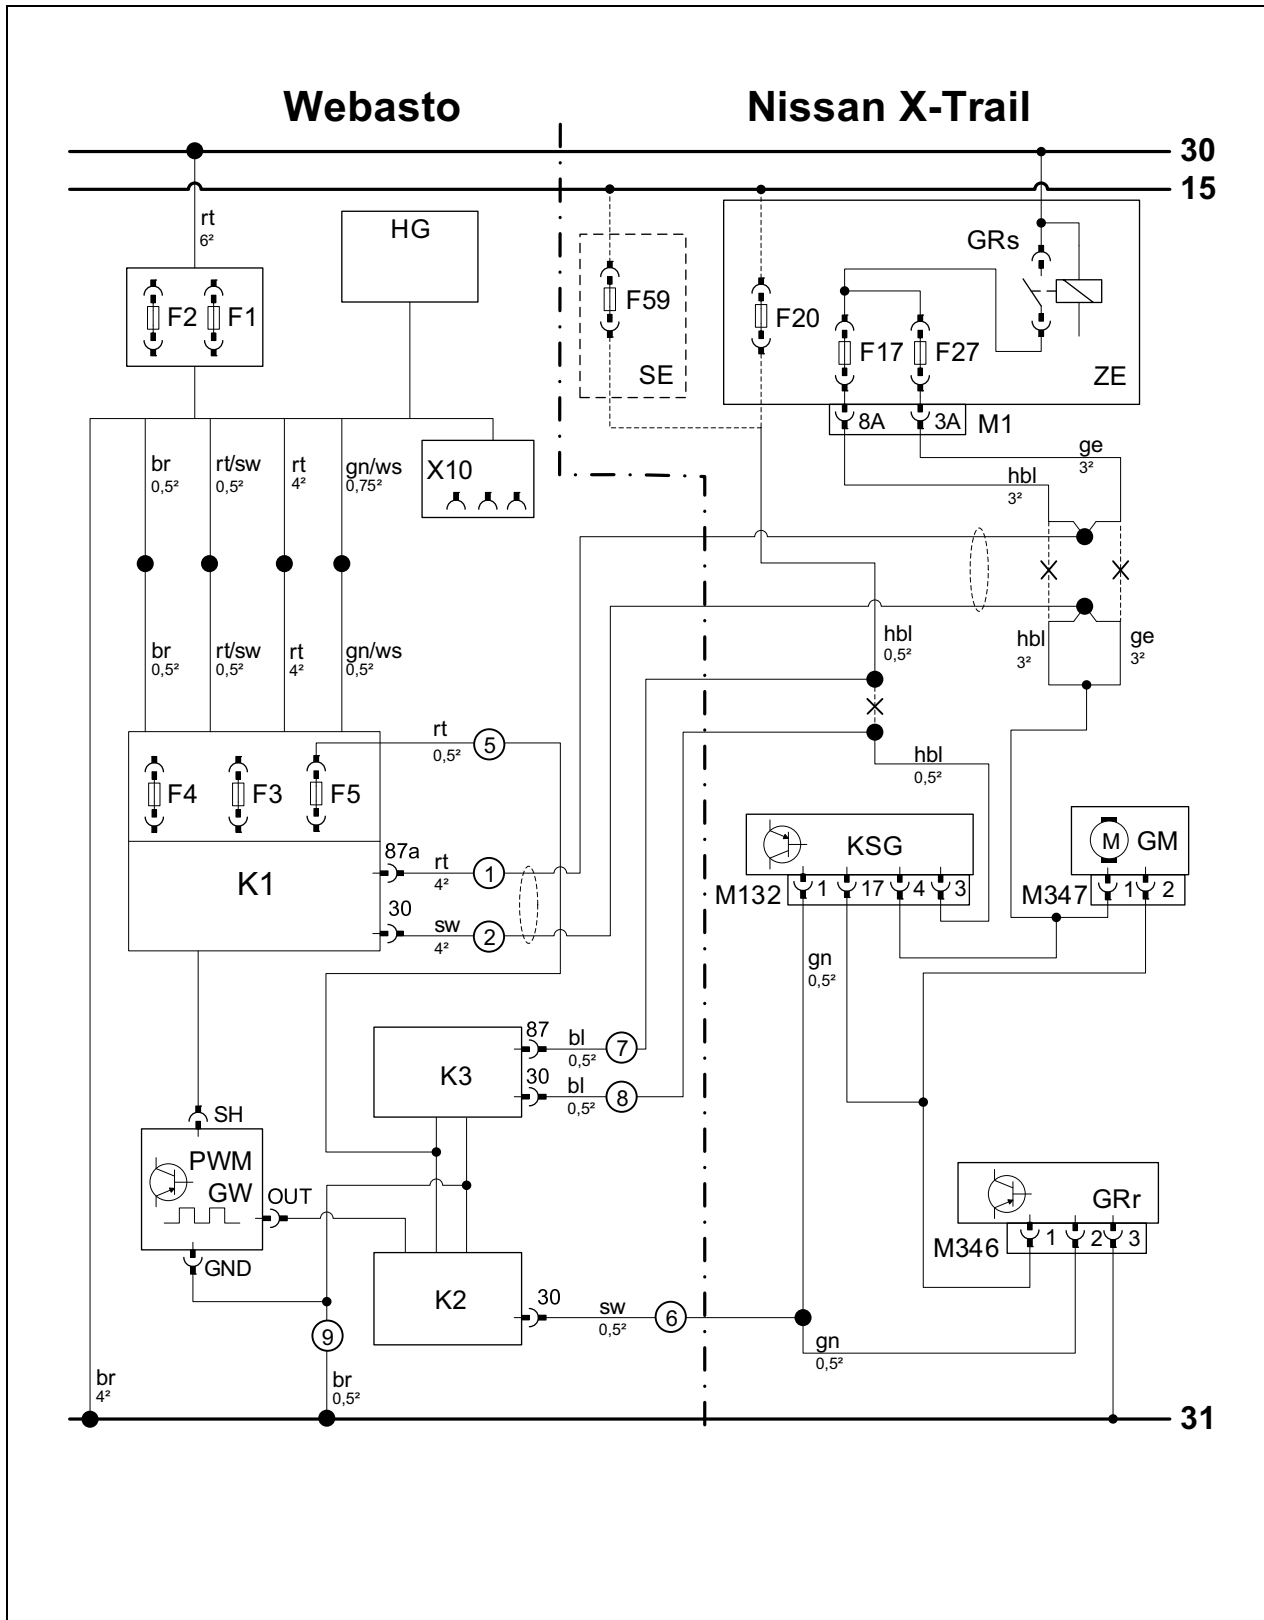 Webasto
Nissan X-Trail
30
15
rt
6²
HG
GRs
F2
F1
F59
F20
F17
F27
SE
ZE
8A
3A
M1
br
0,5²
rt/sw
0,5²
rt
4²
gn/ws
0,75²
X10
ge
3²
hbl
3²
br
0,5²
rt/sw
0,5²
rt
4²
gn/ws
0,5²
hbl
0,5²
hbl
3²
ge
3²
rt
0,5²
5
hbl
0,5²
F4
F3
F5
KSG
M
GM
K1
87a
rt
4²
1
M132
1
17
4
3
M347
1
2
30
sw
4²
2
gn
0,5²
K3
87
bl
0,5²
7
30
bl
0,5²
8
SH
PWM
GW
OUT
GND
GRr
M346
1
2
3
K2
30
sw
0,5²
6
9
gn
0,5²
br
4²
br
0,5²
31